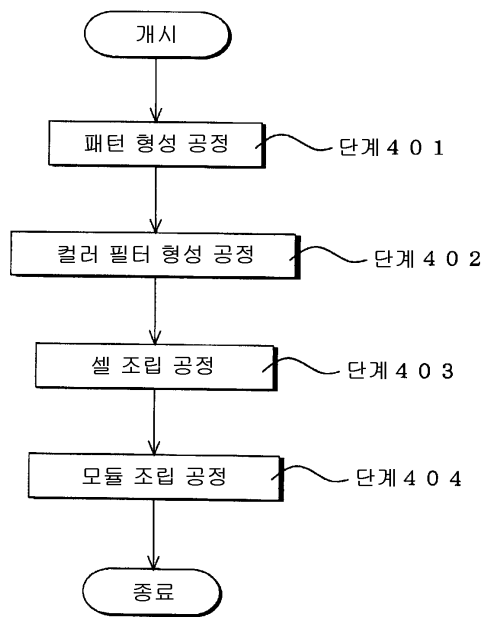 개시
패턴 형성 공정
단계４０１
컬러 필터 형성 공정
단계４０２
셀 조립 공정
단계４０３
모듈 조립 공정
단계４０４
종료